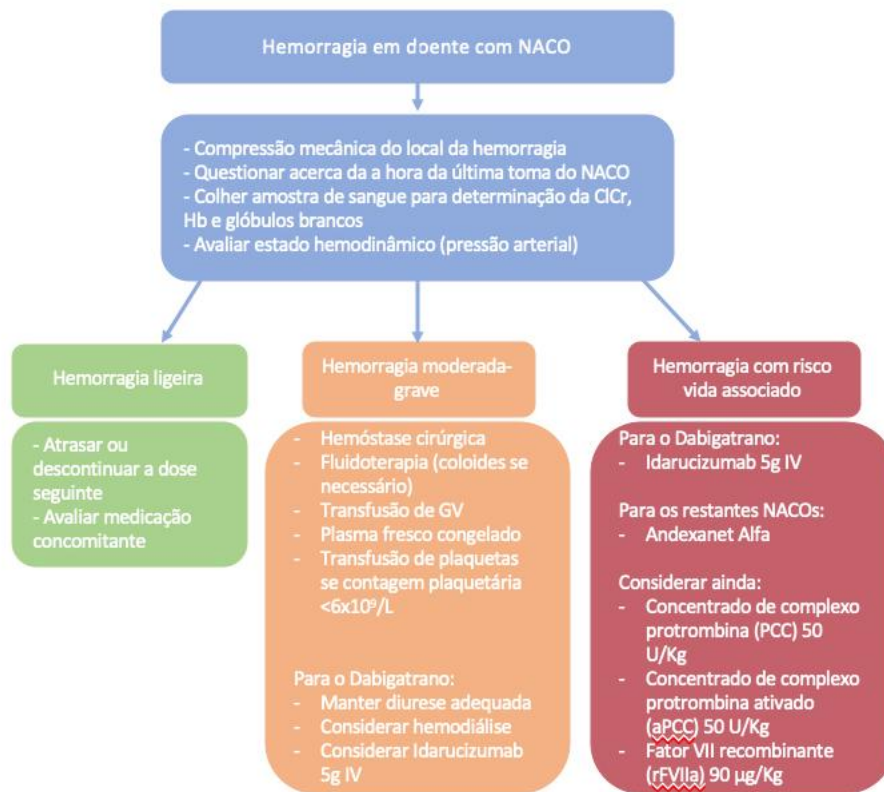 Hemorragia em doente com NACO
- Compressão mecânica do local da hemorragia
- Questionar acerca da a hora da última toma do NACO
- Colher amostra de sangue para determinação da ClCr,
Hb e glóbulos brancos
- Avaliar estado hemodinâmico (pressão arterial)
Hemorragia ligeira
- Atrasar ou
descontinuar a dose
seguinte
- Avaliar medicação
concomitante
Hemorragia moderada-
grave
- Hemóstase cirúrgica
- Fluidoterapia (coloides se
necessário)
- Transfusão de GV
- Plasma fresco congelado
- Transfusão de plaquetas
se contagem plaquetária
<6x10⁹/L
Para o Dabigatrano:
- Manter diurese adequada
- Considerar hemodiálise
- Considerar Idarucizumab
5g IV
Hemorragia com risco
vida associado
Para o Dabigatrano:
- Idarucizumab 5g IV
Para os restantes NACOs:
- Andexanet Alfa
Considerar ainda:
- Concentrado de complexo
protrombina (PCC) 50
U/Kg
- Concentrado de complexo
protrombina ativado
(aPCC) 50 U/Kg
- Fator VII recombinante
(rFVIIa) 90 µg/Kg